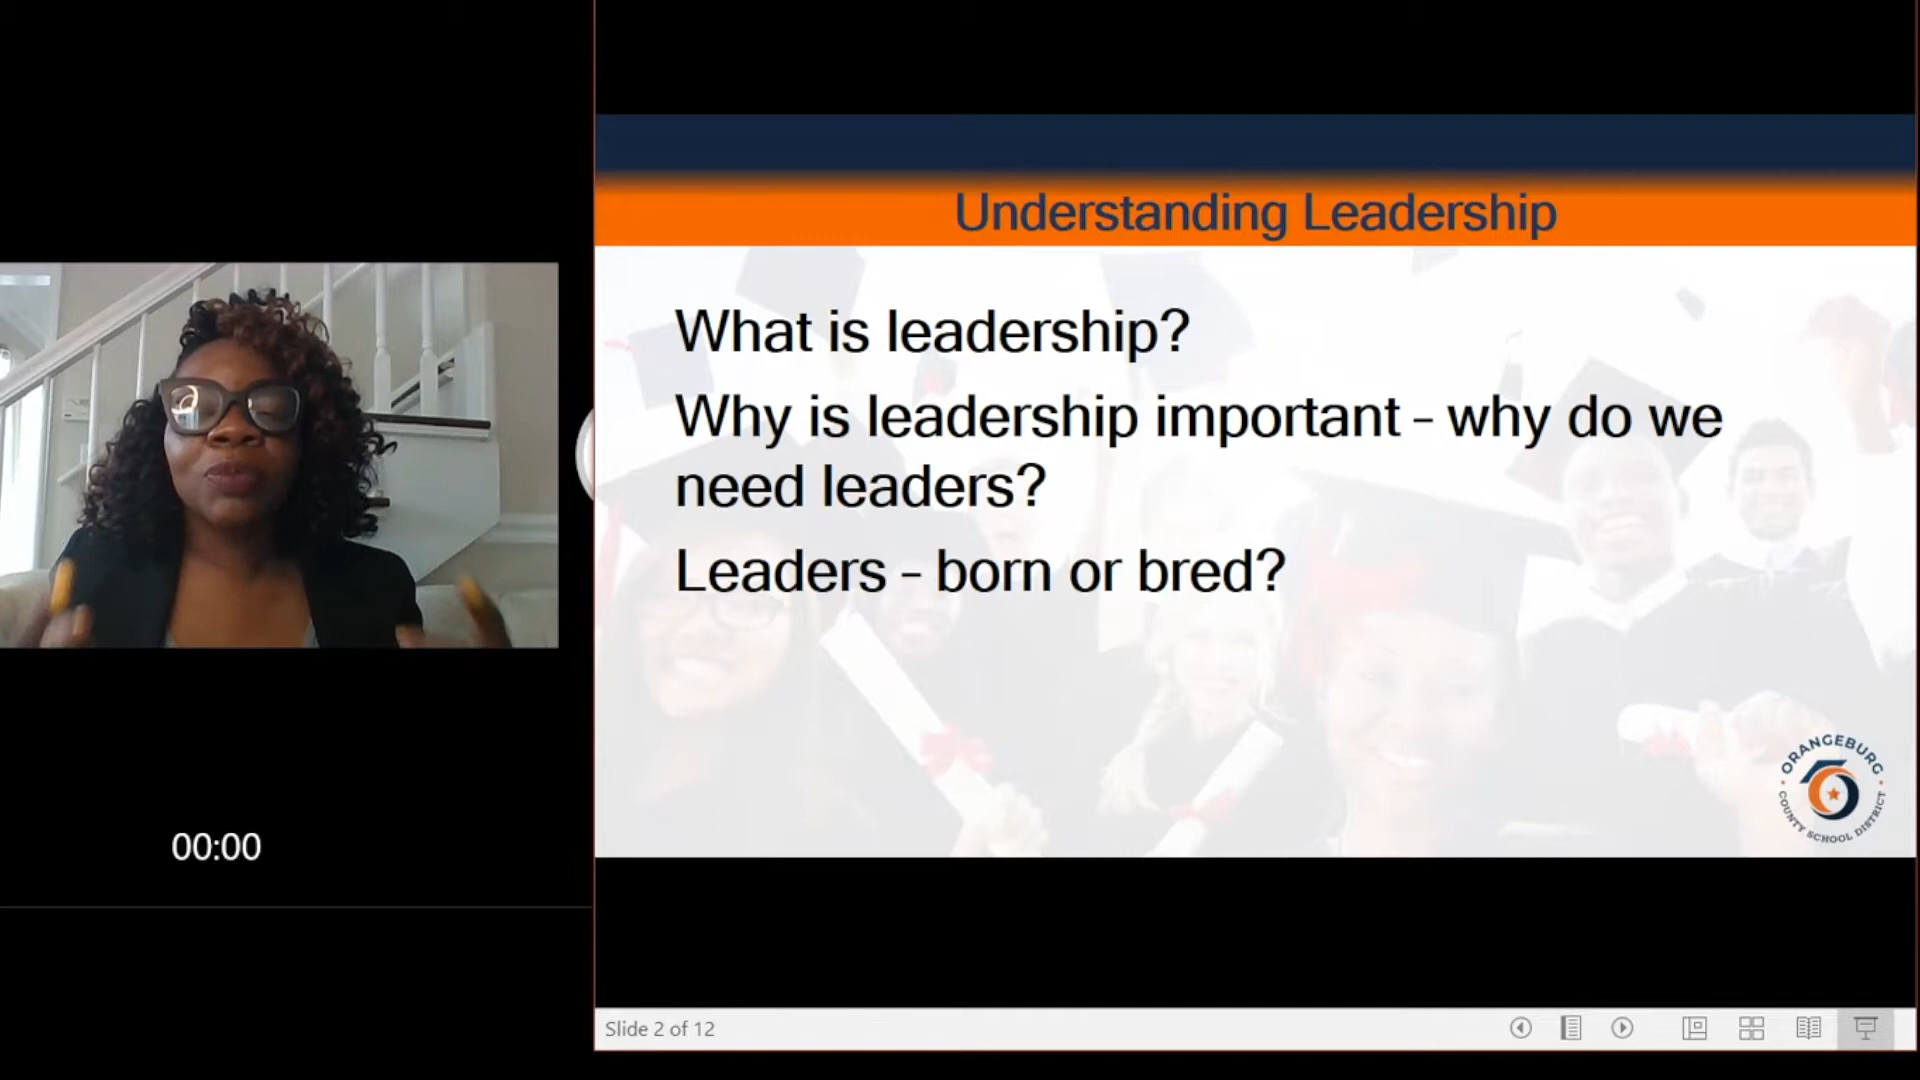 Understanding Leadership
What is leadership?
Why is leadership important – why do we
need leaders?
Leaders – born or bred?
ORANGEBURG
COUNTY SCHOOL DISTRICT
00:00
Slide 2 of 12